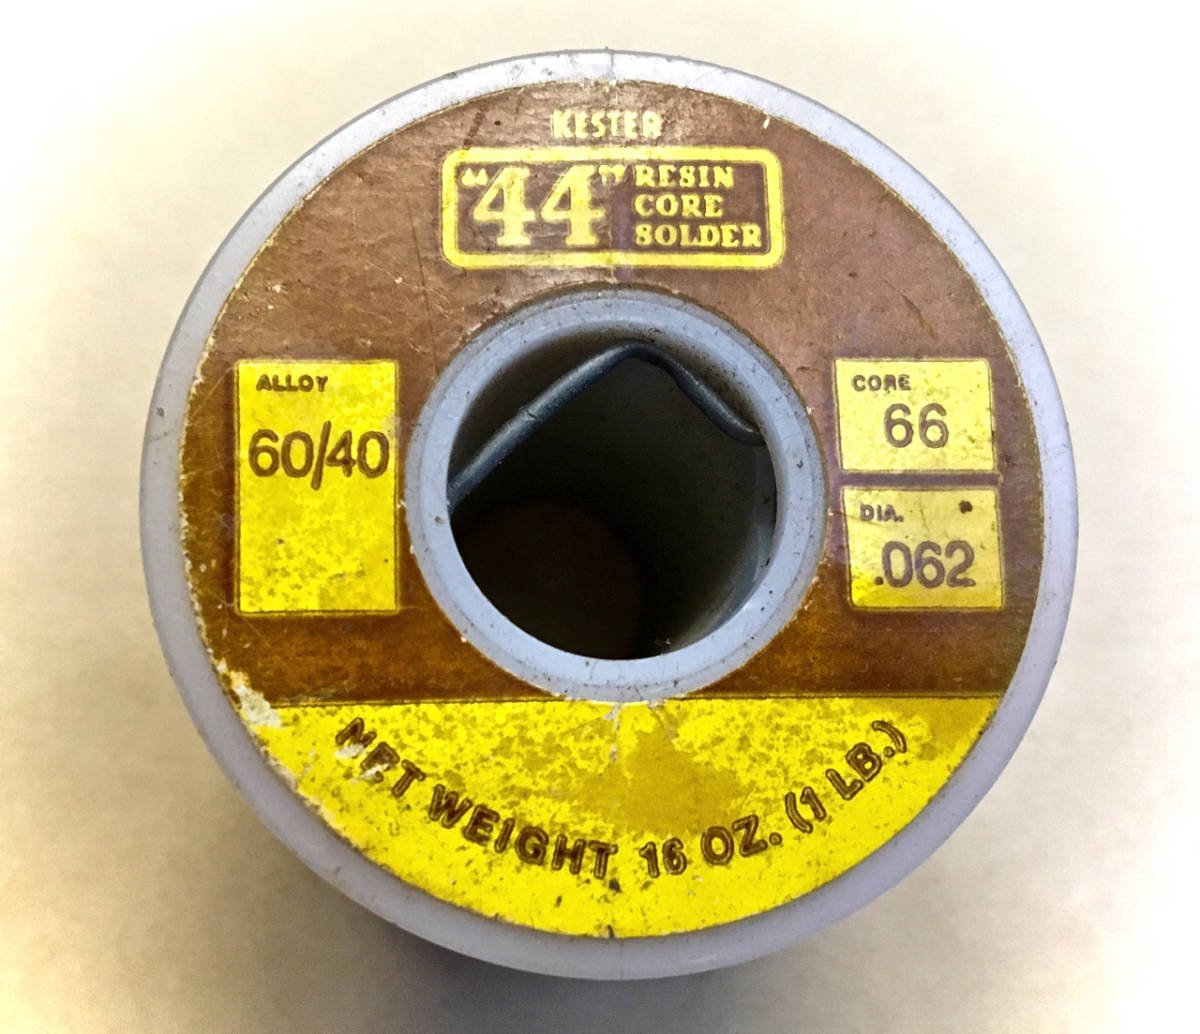 KESTER
"44" RESIN
CORE
SOLDER
ALLOY
60/40
CORE
66
DIA.
.062
NET WEIGHT 16 OZ. (1 LB.)